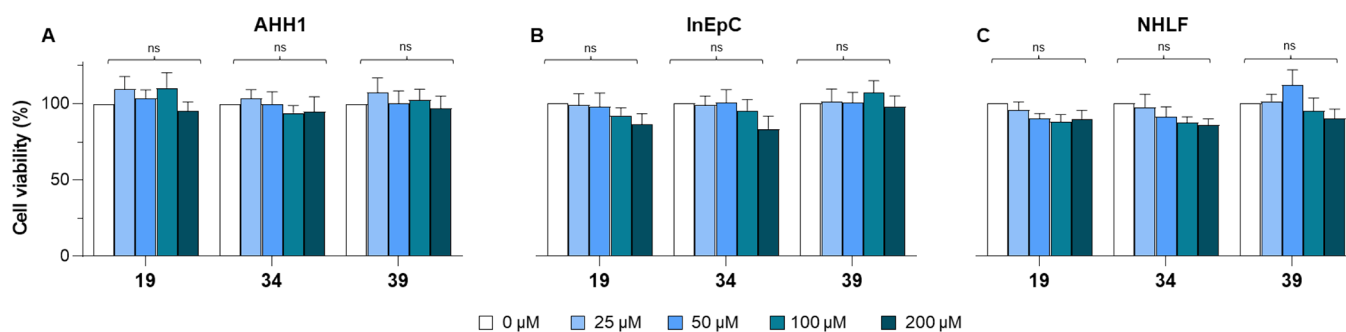 A AHH1
ns ns ns
Cell viability (%)
100
50
0
19 34 39
B InEpC
ns ns ns
19 34 39
C NHLF
ns ns ns
19 34 39
0 µM 25 µM 50 µM 100 µM 200 µM